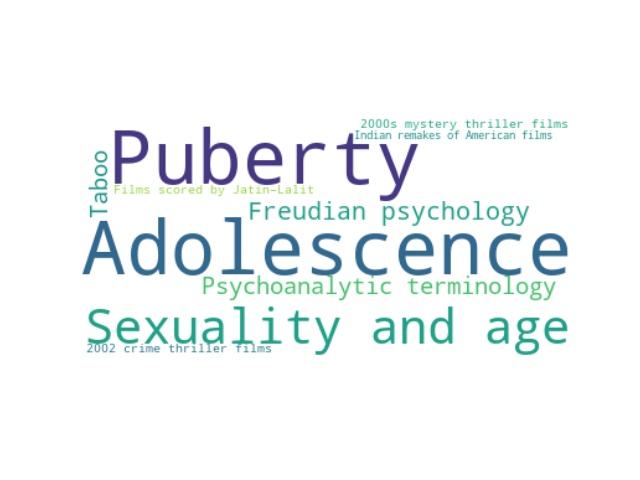 2000s mystery thriller films
Indian remakes of American films
Puberty
Taboo
Films scored by Jatin-Lalit
Freudian psychology
Adolescence
Psychoanalytic terminology
Sexuality and age
2002 crime thriller films